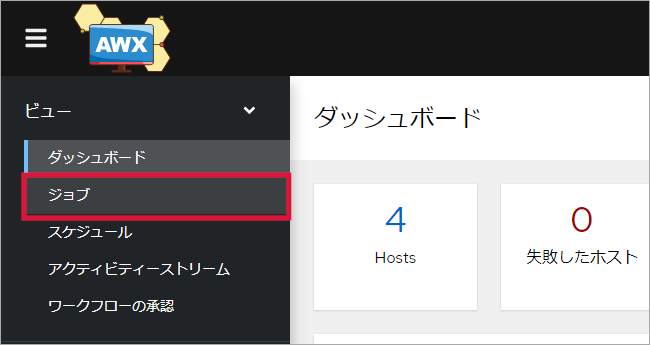 AWX
ビュー
ダッシュボード
ジョブ
スケジュール
アクティビティーストリーム
ワークフローの承認
ダッシュボード
4
Hosts
0
失敗したホスト